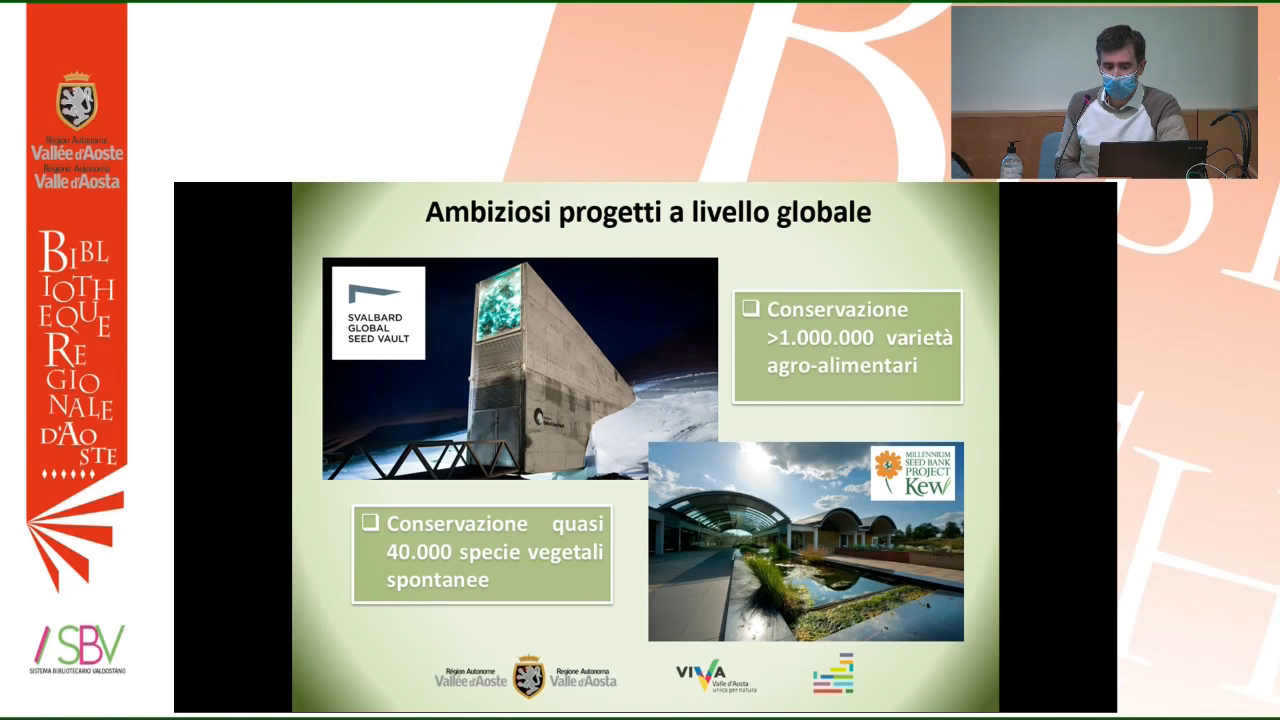 Région Autonome
Vallée d'Aoste
Regione Autonoma
Valle d'Aosta
BIBL
IOTH
EQUE
RE
GIO
NALE
D'AO
STE
SBV
SISTEMA BIBLIOTECARIO VALDOSTANO
Ambiziosi progetti a livello globale
SVALBARD
GLOBAL
SEED VAULT
❑ Conservazione
>1.000.000 varietà
agro-alimentari
MILLENNIUM
SEED BANK
PROJECT
Kew
❑ Conservazione quasi
40.000 specie vegetali
spontanee
Région Autonome
Vallée d'Aoste
Regione Autonoma
Valle d'Aosta
VIVA
Valle d'Aosta
unica per natura